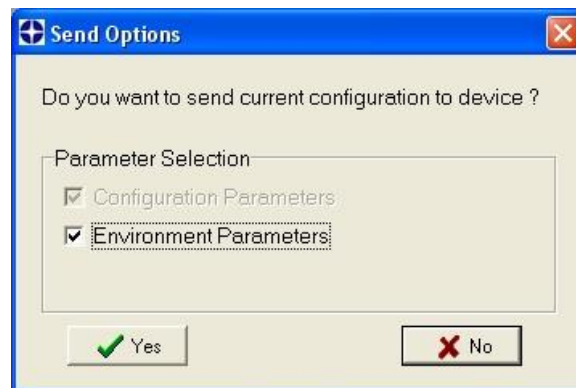 Send Options
Do you want to send current configuration to device ?
Parameter Selection
Configuration Parameters
Environment Parameters
Yes
No